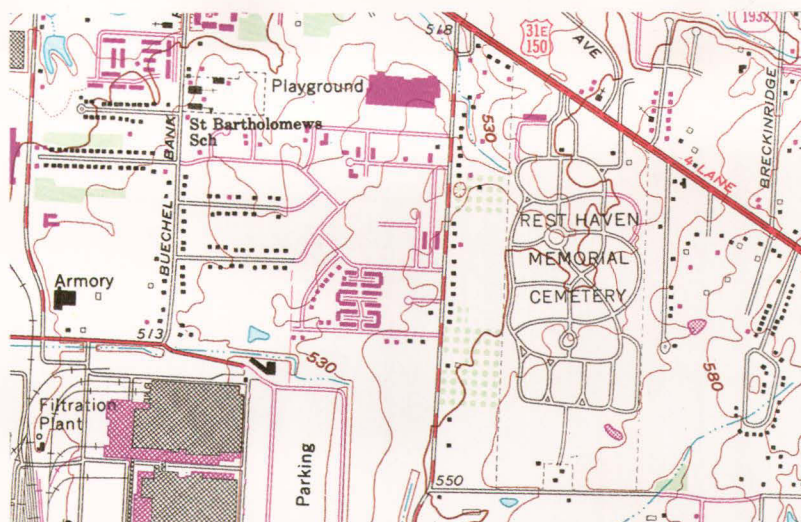 518
31E
150
1932
AVE
Playground
BRECKINRIDGE
530
St Bartholomews
Sch
BANK
4 LANE
REST HAVEN
MEMORIAL
CEMETERY
BUECHEL
Armory
513
530
580
Filtration
Plant
Parking
550